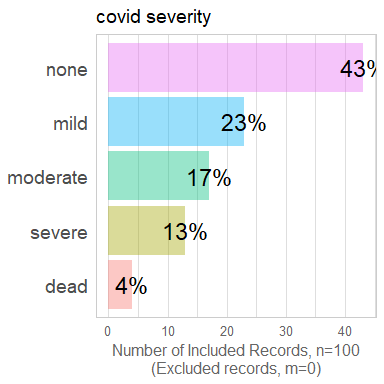 covid severity
none
43%
mild
23%
moderate
17%
severe
13%
dead
4%
0 10 20 30 40
Number of Included Records, n=100
(Excluded records, m=0)